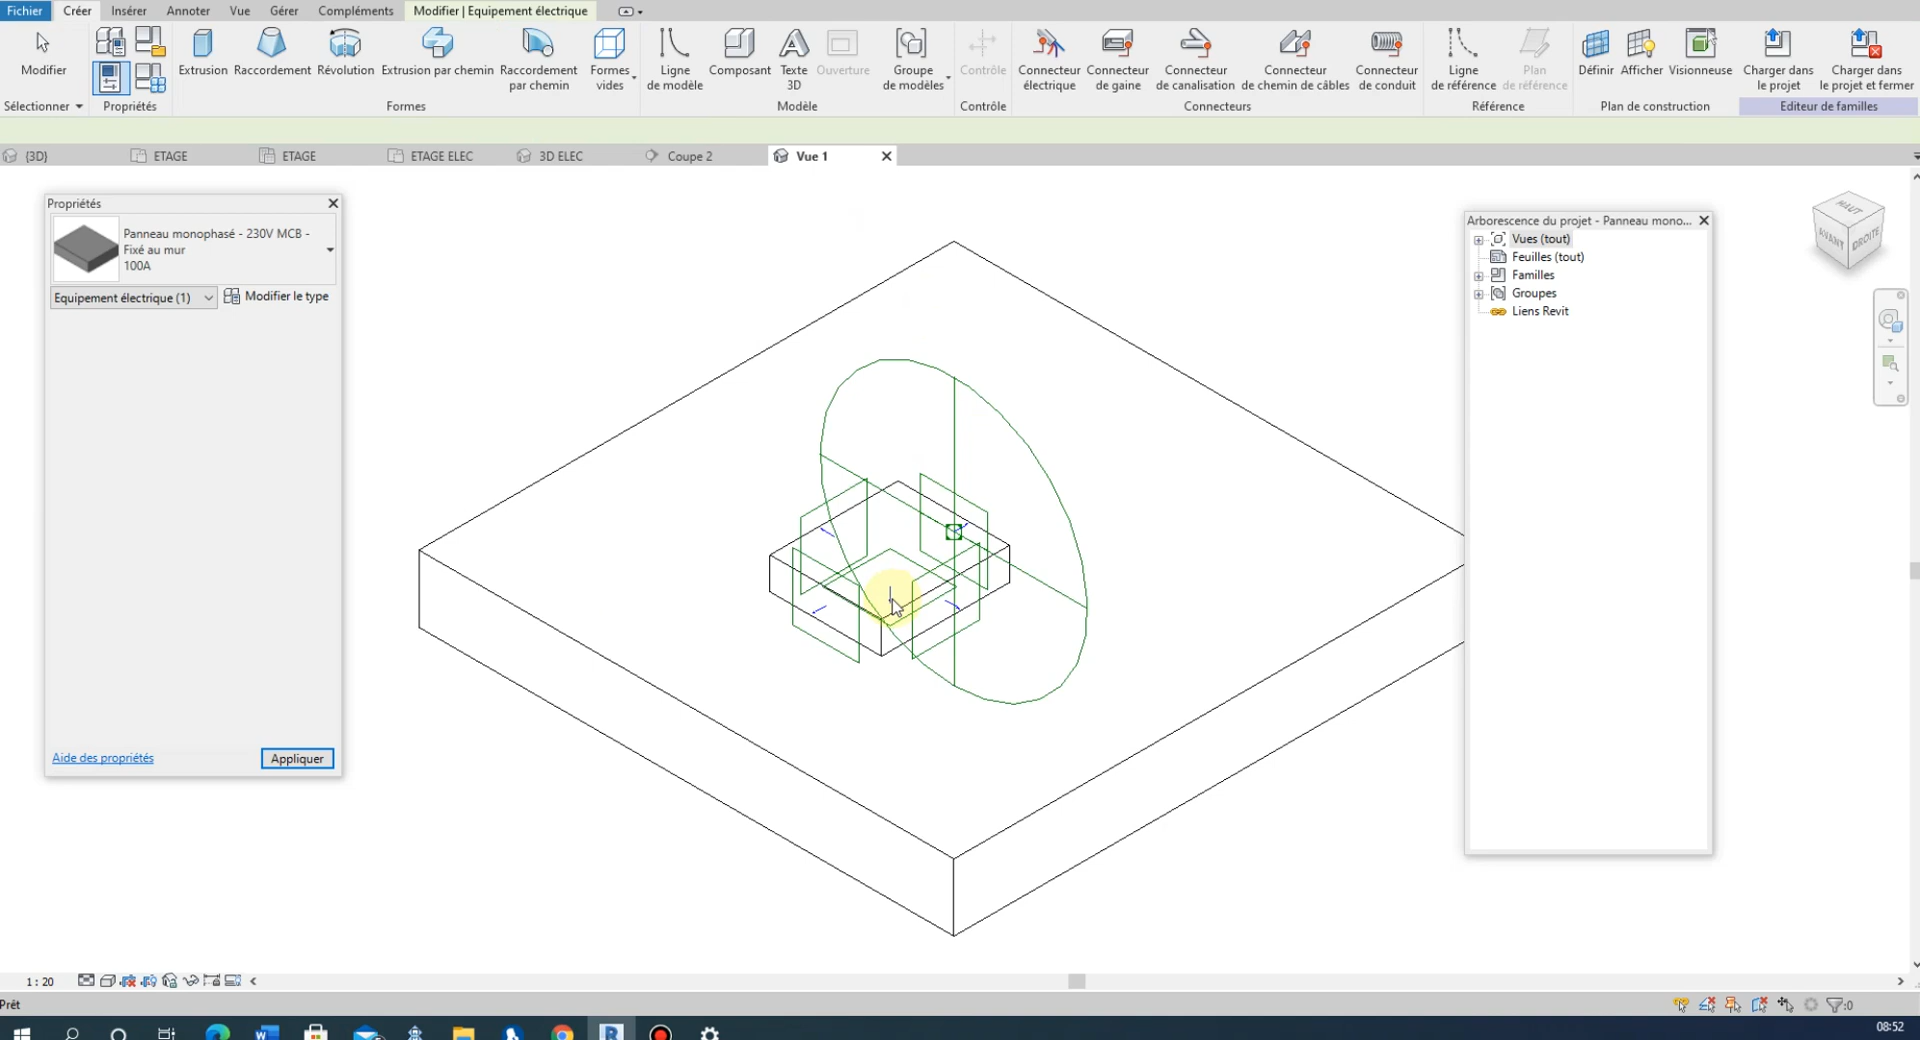 Fichier Créer Insérer Annoter Vue Gérer Compléments Modifier | Equipement électrique
Modifier
Extrusion Raccordement Révolution Extrusion par chemin Raccordement par chemin Formes vides
Ligne de modèle Composant Texte 3D Ouverture Groupe de modèles
Contrôle
Connecteur électrique Connecteur de gaine Connecteur de canalisation Connecteur de chemin de câbles Connecteur de conduit
Ligne de référence Plan de référence
Définir Afficher Visionneuse
Charger dans le projet Charger dans le projet et fermer
Sélectionner Propriétés Formes Modèle Contrôle Connecteurs Référence Plan de construction Editeur de familles
{3D} ETAGE ETAGE ETAGE ELEC 3D ELEC Coupe 2 Vue 1
Propriétés
Panneau monophasé - 230V MCB -
Fixé au mur
100A
Equipement électrique (1) Modifier le type
Aide des propriétés Appliquer
Arborescence du projet - Panneau mono...
Vues (tout)
Feuilles (tout)
Familles
Groupes
Liens Revit
HAUT
AVANT DROITE
1 : 20
Prêt
:0
08:52